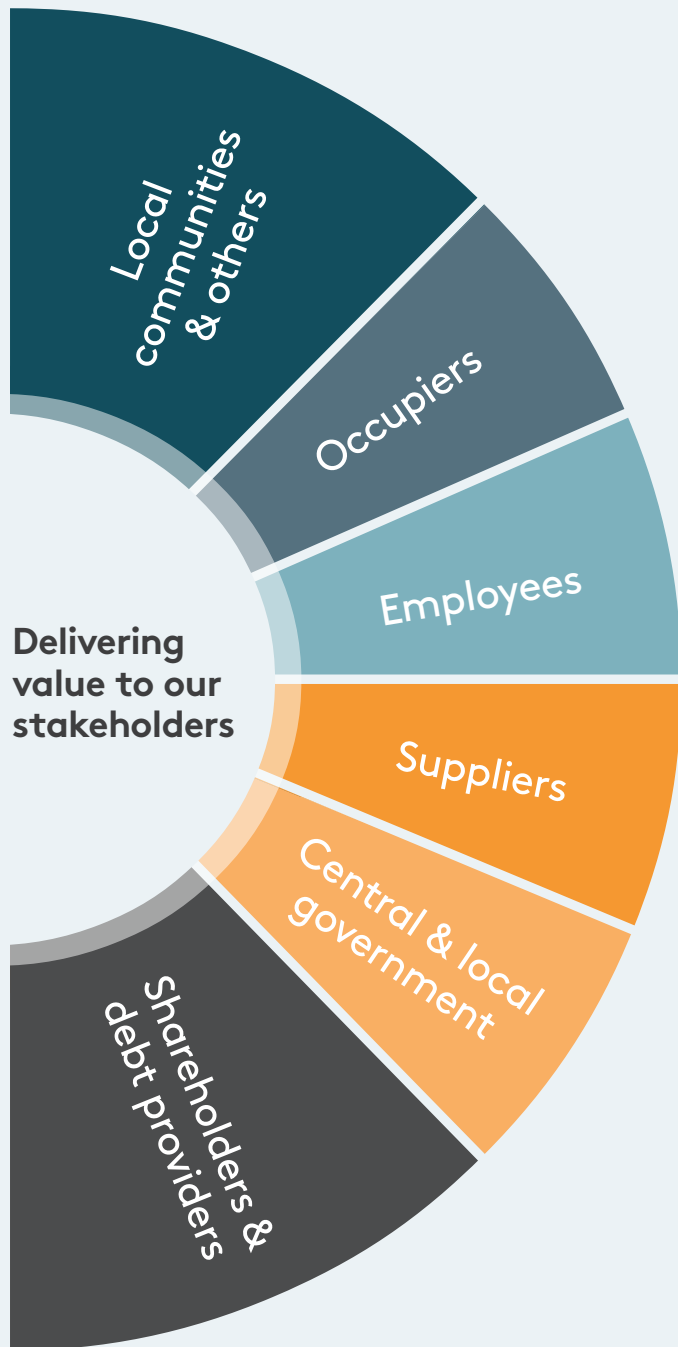 Local
communities
& others
Occupiers
Employees
Delivering
value to our
stakeholders
Suppliers
Central & local
government
Shareholders &
debt providers